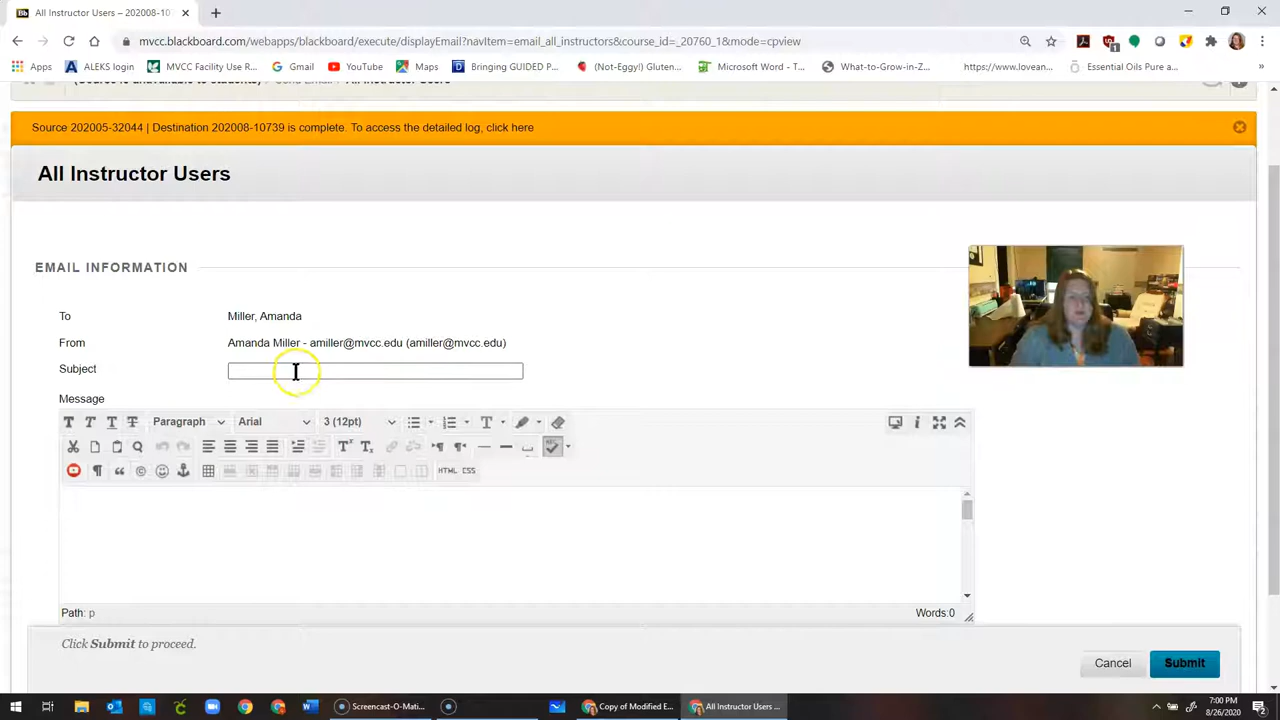 Bb All Instructor Users – 202008-10
mvcc.blackboard.com/webapps/blackboard/execute/displayEmail?navItem=email_all_instructors&course_id=_20760_1&mode=cpview
Apps ALEKS login MVCC Facility Use R... Gmail YouTube Maps Bringing GUIDED P... (Not-Eggy!) Gluten... Microsoft Word - T... What-to-Grow-in-Z... https://www.lovean... Essential Oils Pure a... »
Source 202005-32044 | Destination 202008-10739 is complete. To access the detailed log, click here
All Instructor Users
EMAIL INFORMATION
To Miller, Amanda
From Amanda Miller - amiller@mvcc.edu (amiller@mvcc.edu)
Subject
Message
Paragraph Arial 3 (12pt)
HTML CSS
Path: p Words:0
Click Submit to proceed.
Cancel Submit
Screencast-O-Mati... Copy of Modified E... All Instructor Users ... 7:00 PM
8/26/2020